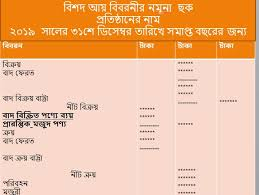 বিশদ আয় বিবরনীর নমূনা ছক
প্রতিষ্ঠানের নাম
২০১৯ সালের ৩১শে ডিসেম্বর তারিখে সমাপ্ত বছরের জন্য
বিবরন টাকা টাকা টাকা
বিক্রয় ******
বাদ ফেরত ******
******
বাদ বিক্রয় বাট্টা ******
নীট বিক্রয় ****** ******
বাদ বিক্রিত পণ্যে ব্যয় ******
প্রারম্ভিক মজুদ পণ্য ******
ক্রয় ******
বাদ ফেরত ******
******
বাদ ক্রয় বাট্টা ******
নীট ক্রয় ******
পরিবহন ******
মজুরী ******